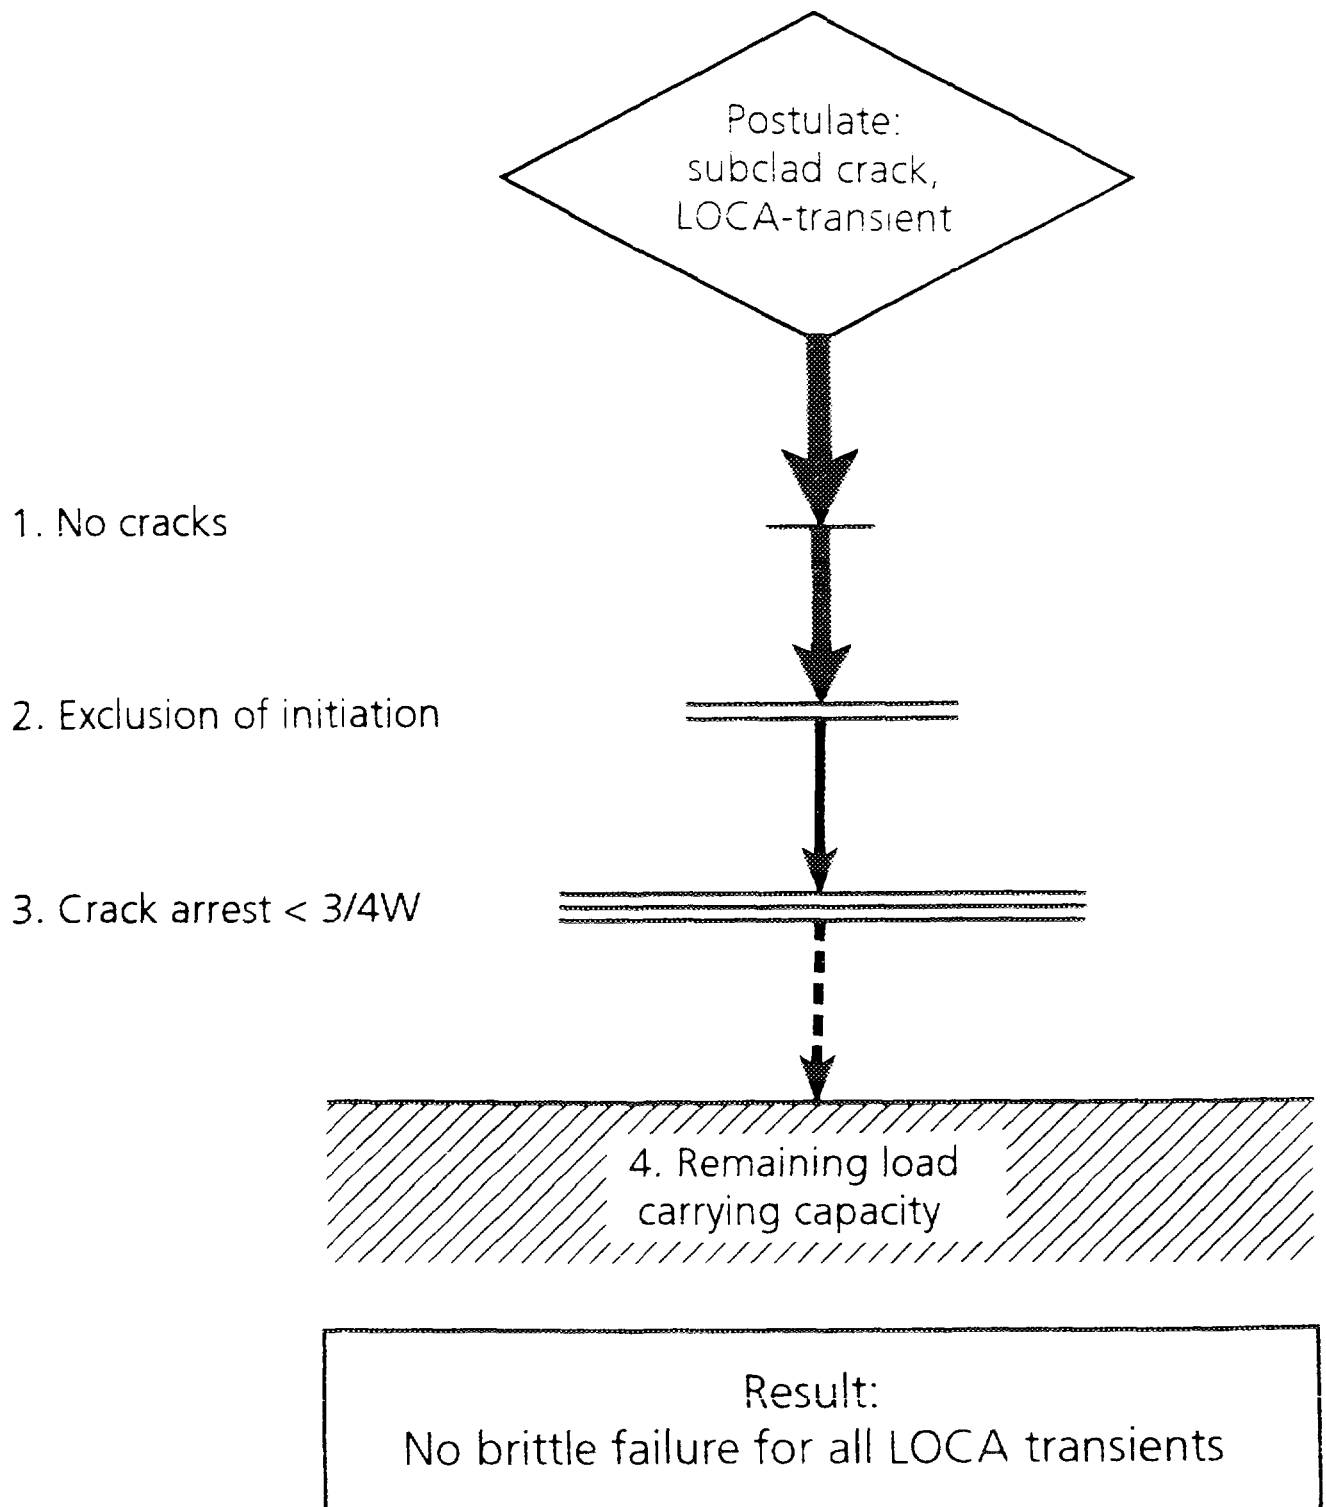 Postulate:
subclad crack,
LOCA-transient
1. No cracks
2. Exclusion of initiation
3. Crack arrest < 3/4W
4. Remaining load
carrying capacity
Result:
No brittle failure for all LOCA transients